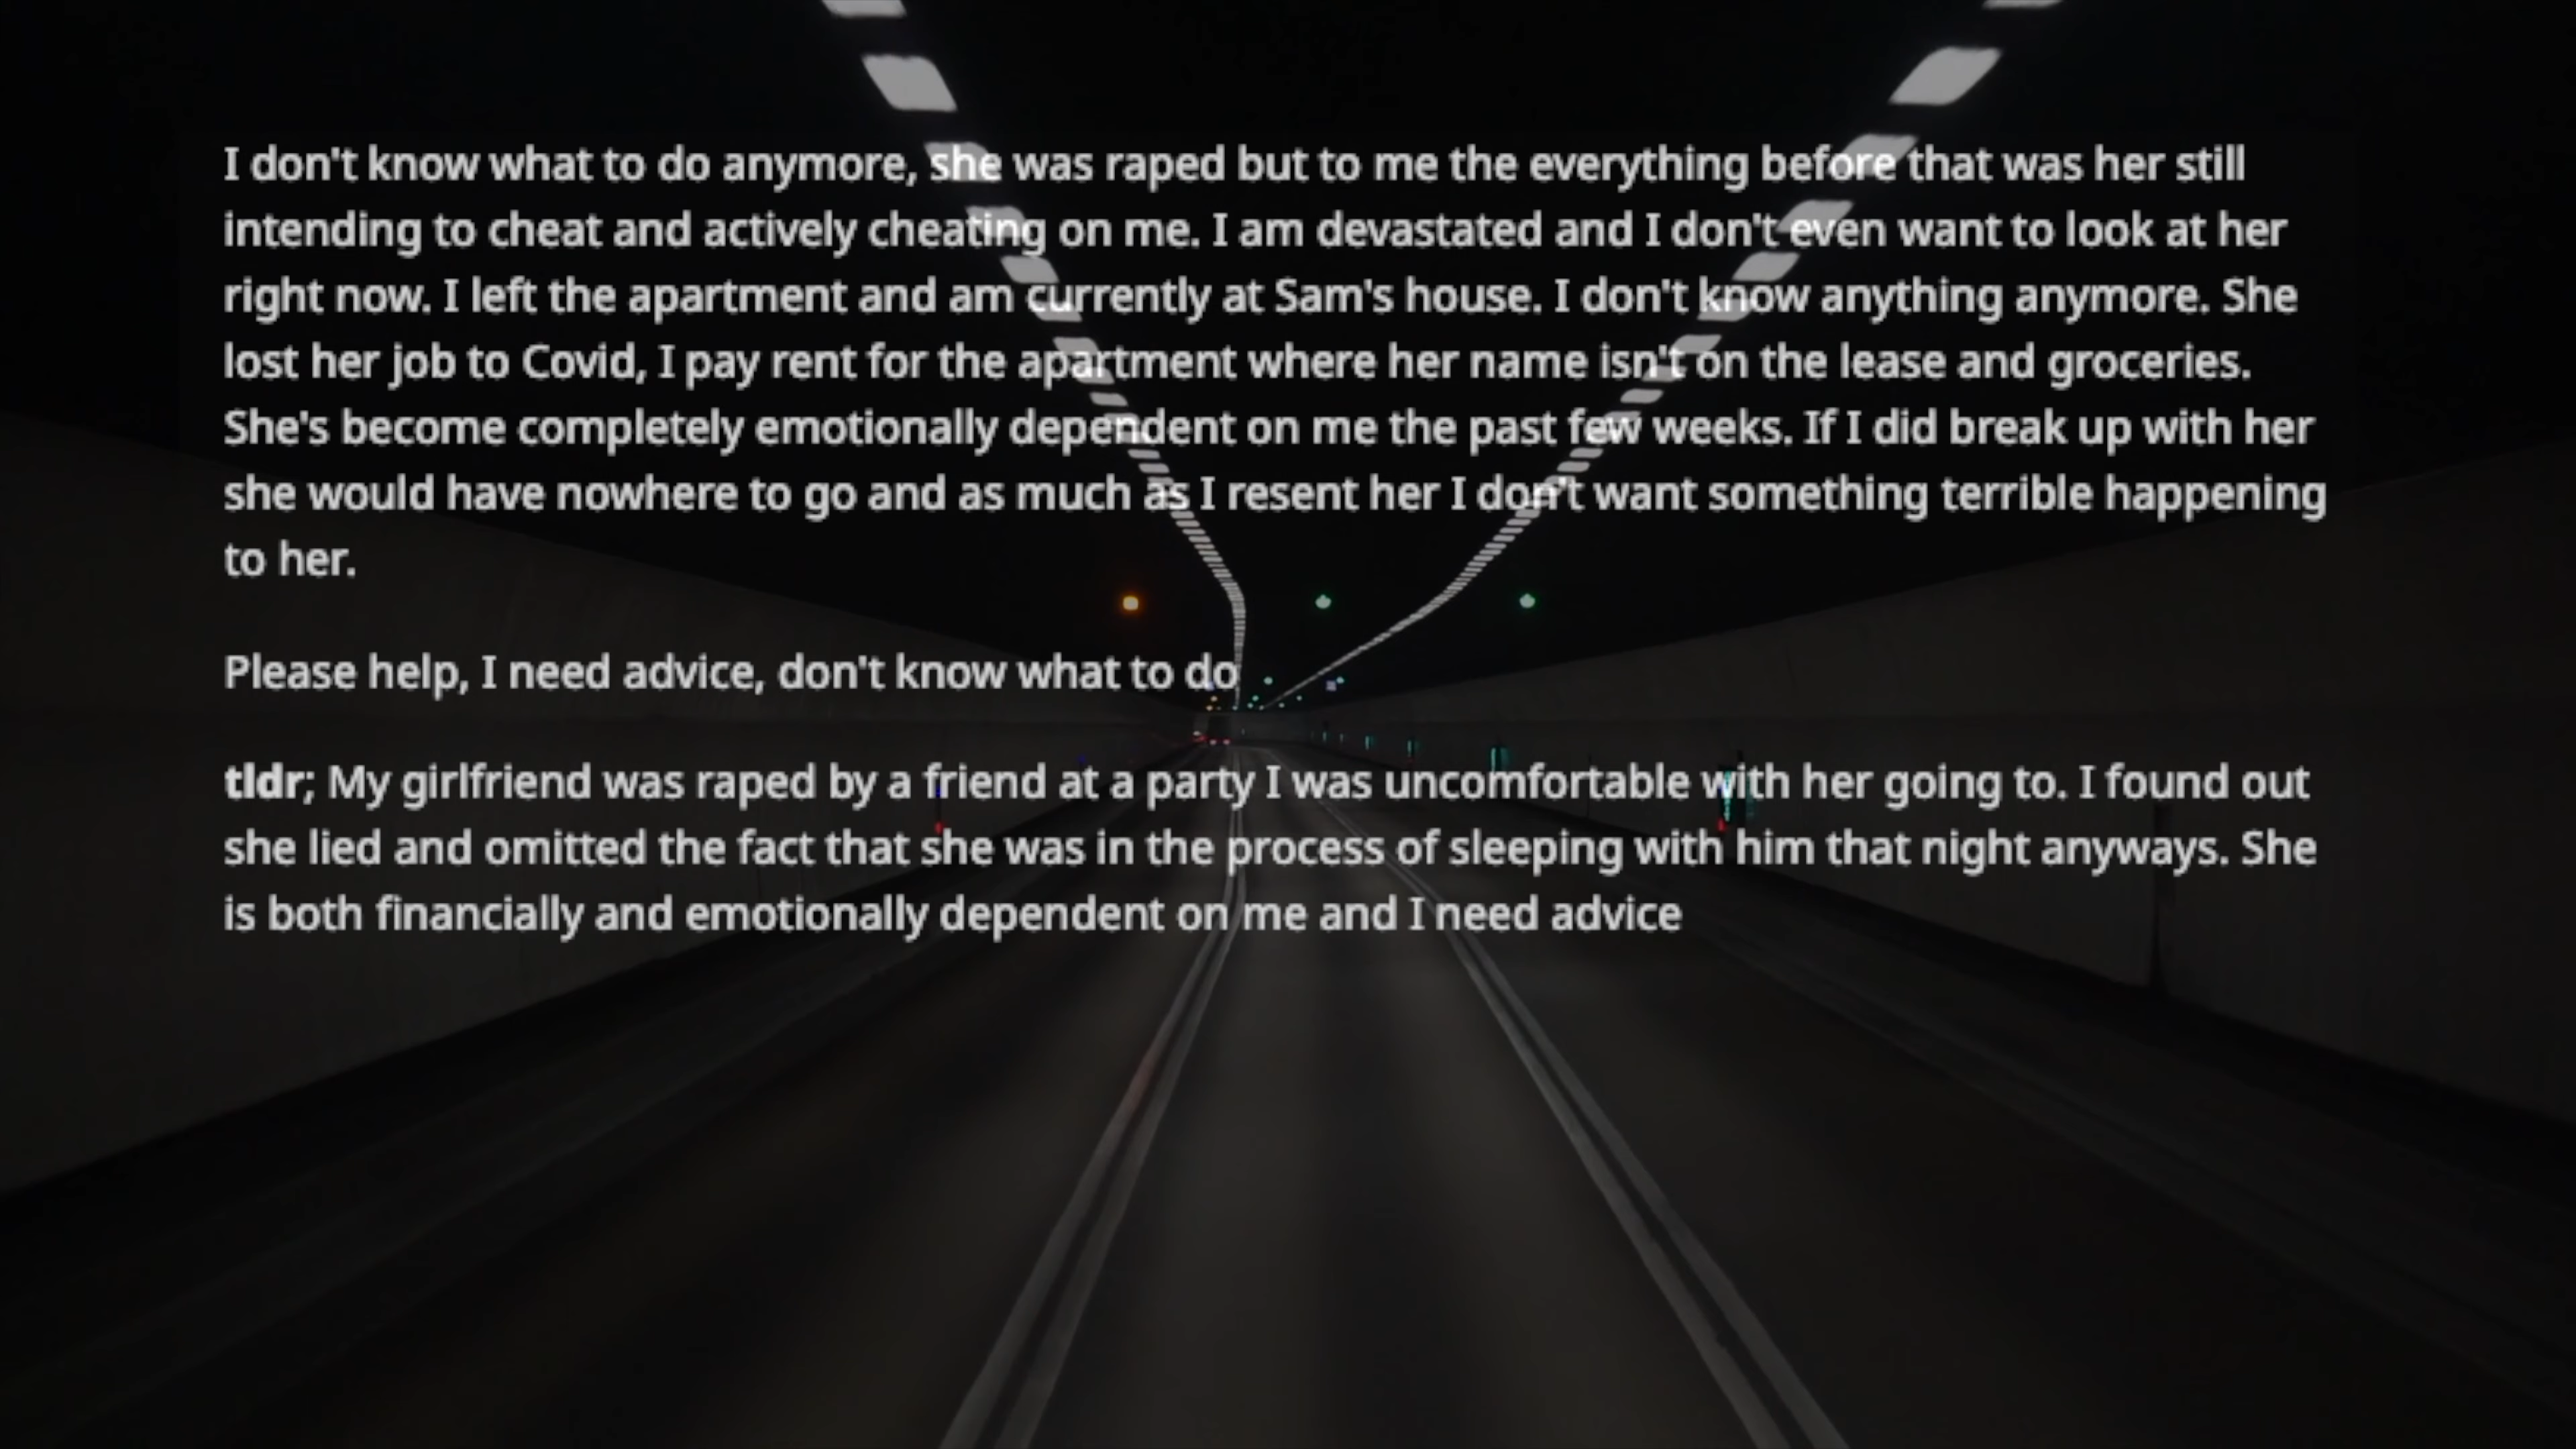 I don't know what to do anymore, she was raped but to me the everything before that was her still
intending to cheat and actively cheating on me. I am devastated and I don't even want to look at her
right now. I left the apartment and am currently at Sam's house. I don't know anything anymore. She
lost her job to Covid, I pay rent for the apartment where her name isn't on the lease and groceries.
She's become completely emotionally dependent on me the past few weeks. If I did break up with her
she would have nowhere to go and as much as I resent her I don't want something terrible happening
to her.
Please help, I need advice, don't know what to do
tldr; My girlfriend was raped by a friend at a party I was uncomfortable with her going to. I found out
she lied and omitted the fact that she was in the process of sleeping with him that night anyways. She
is both financially and emotionally dependent on me and I need advice